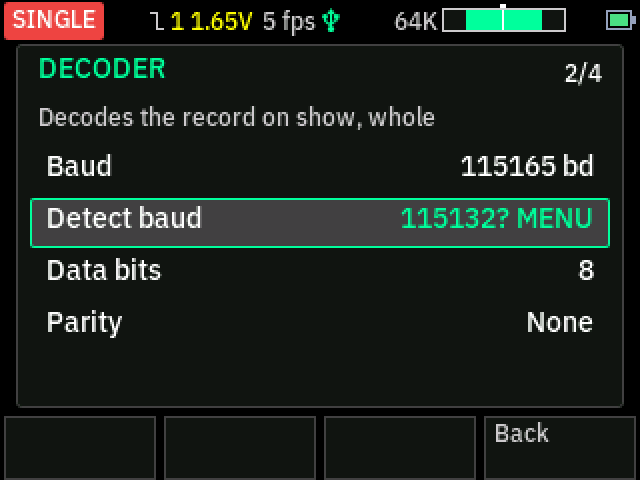 SINGLE 1 1.65V 5 fps 64K
DECODER 2/4
Decodes the record on show, whole
Baud 115165 bd
Detect baud 115132? MENU
Data bits 8
Parity None
Back